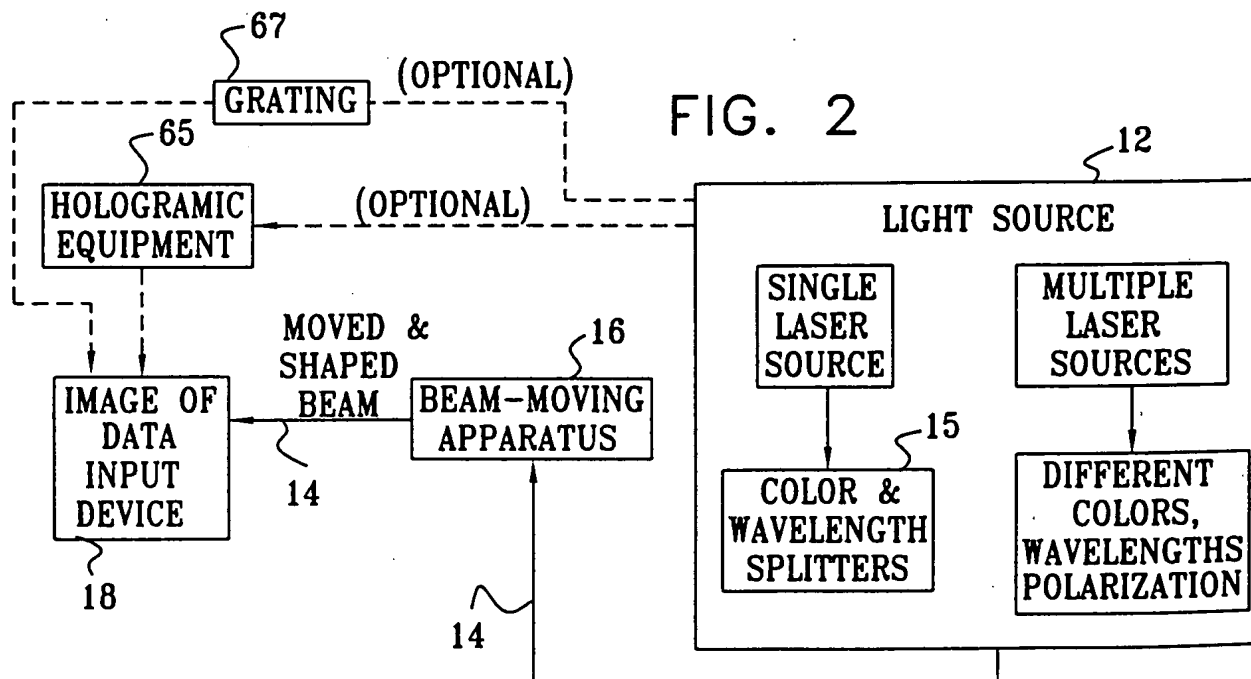 67
(OPTIONAL)
GRATING
FIG. 2
65
12
HOLOGRAMIC
EQUIPMENT
(OPTIONAL)
LIGHT SOURCE
SINGLE
LASER
SOURCE
MULTIPLE
LASER
SOURCES
MOVED &
SHAPED
BEAM
16
IMAGE OF
DATA
INPUT
DEVICE
BEAM-MOVING
APPARATUS
15
14
COLOR &
WAVELENGTH
SPLITTERS
DIFFERENT
COLORS,
WAVELENGTHS
POLARIZATION
18
14